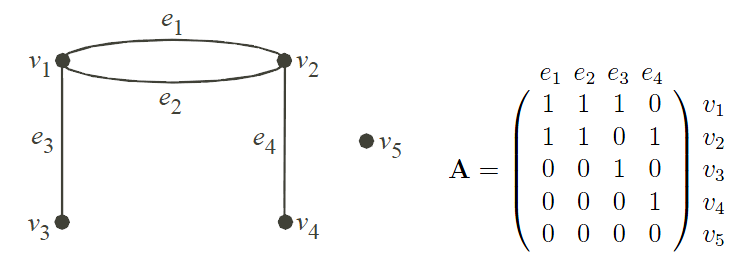 e₁
v₁ v₂
e₂
e₃ e₄ v₅
v₃ v₄
e₁ e₂ e₃ e₄
1 1 1 0 v₁
1 1 0 1 v₂
A = 0 0 1 0 v₃
0 0 0 1 v₄
0 0 0 0 v₅